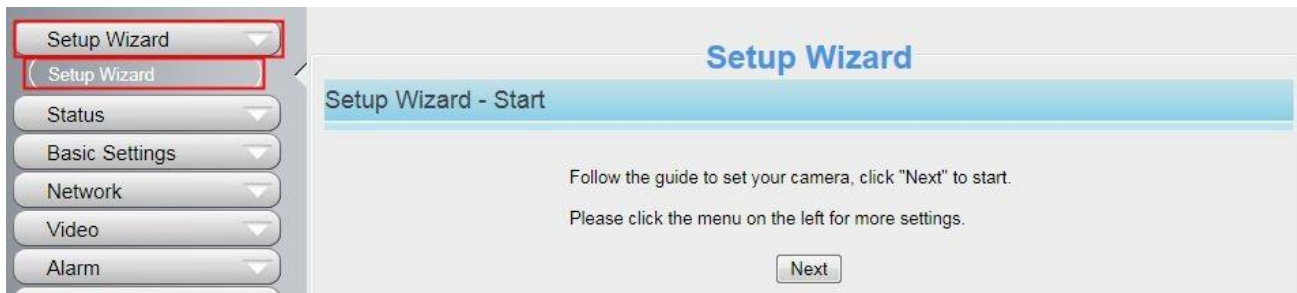 Setup Wizard
Setup Wizard
Status
Basic Settings
Network
Video
Alarm
Setup Wizard
Setup Wizard - Start
Follow the guide to set your camera, click "Next" to start.
Please click the menu on the left for more settings.
Next